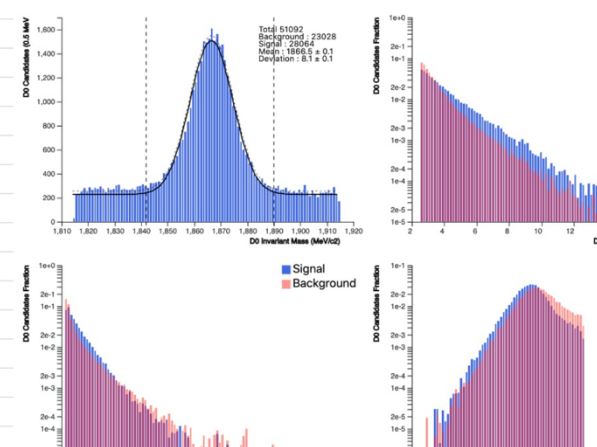 D0 Candidates (0.5 MeV
1,600
1,400
1,200
1,000
800
600
400
200
0
1,810 1,820 1,830 1,840 1,850 1,860 1,870 1,880 1,890 1,900 1,910 1,920
D0 Invariant Mass (MeV/c2)
Total 51092
Background : 23028
Signal : 28064
Mean : 1866.5 ± 0.1
Deviation : 8.1 ± 0.1
D0 Candidates Fraction
1e+0
2e-1
1e-1
2e-2
1e-2
2e-3
1e-3
2e-4
1e-4
2e-5
1e-5
2 4 6 8 10 12
D
D0 Candidates Fraction
1e+0
2e-1
1e-1
2e-2
1e-2
2e-3
1e-3
2e-4
1e-4
Signal
Background
D0 Candidates Fraction
1e-1
2e-2
1e-2
2e-3
1e-3
2e-4
1e-4
2e-5
1e-5